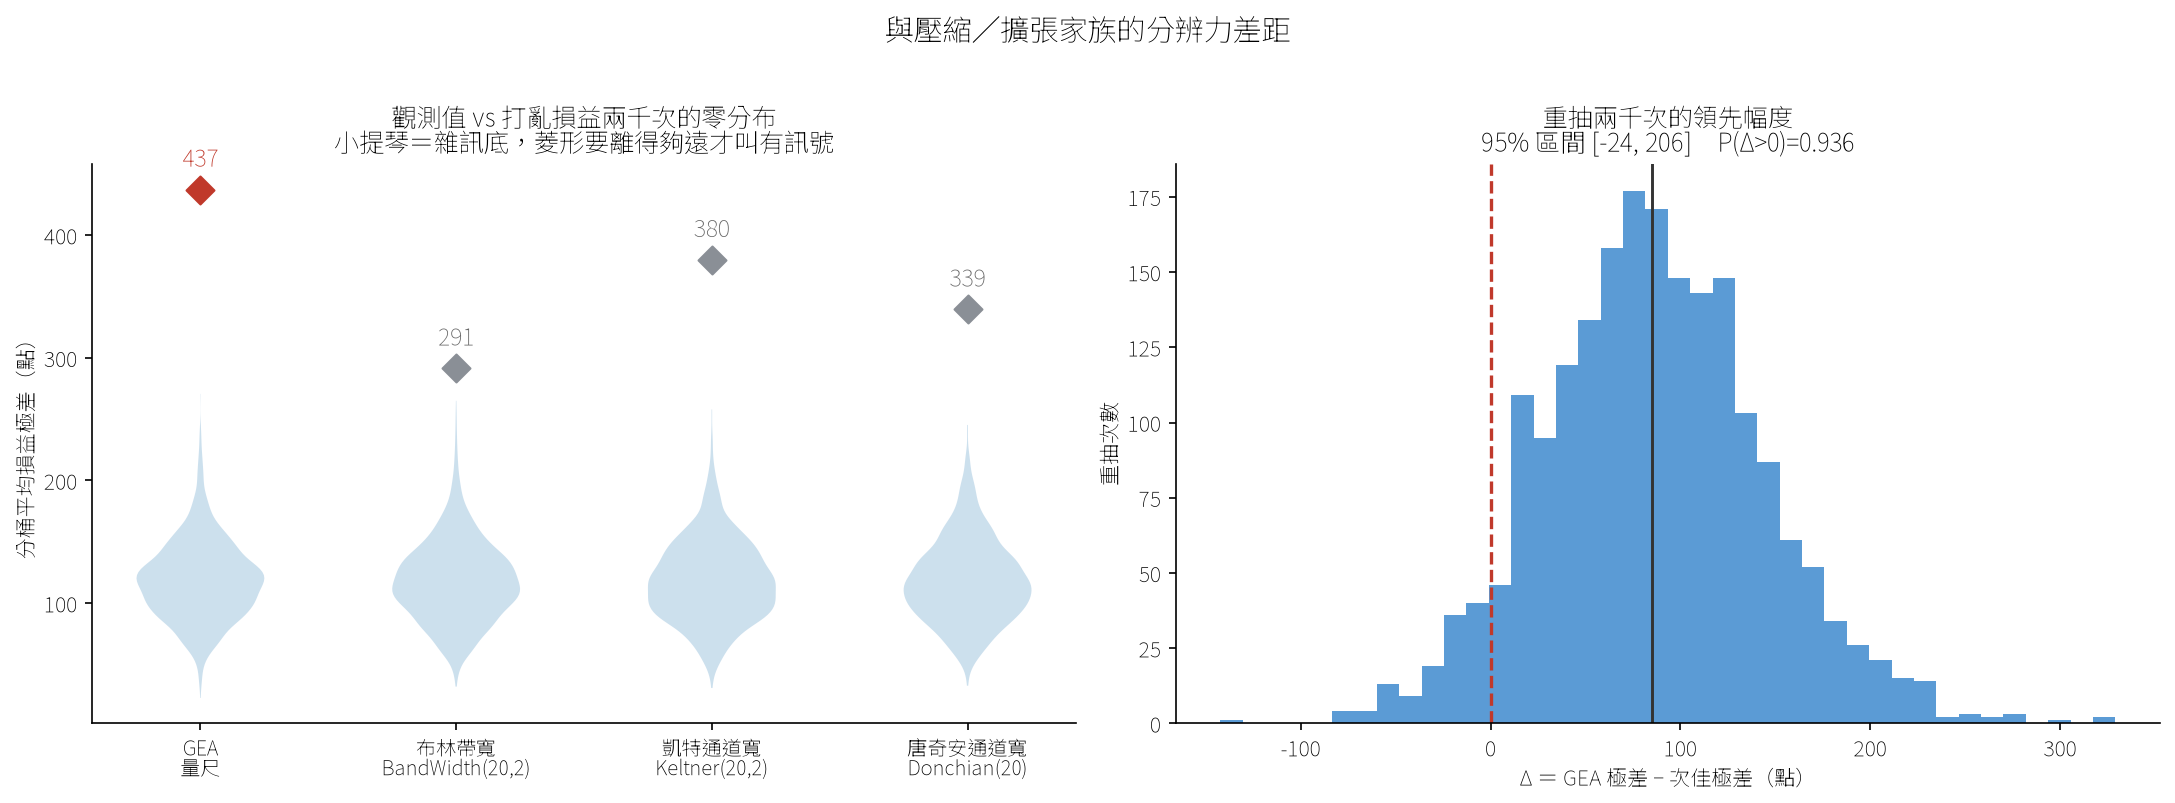 與壓縮／擴張家族的分辨力差距
觀測值 vs 打亂損益兩千次的零分布
小提琴＝雜訊底，菱形要離得夠遠才叫有訊號
437
291
380
339
分桶平均損益極差（點）
400
300
200
100
GEA
量尺
布林帶寬
BandWidth(20,2)
凱特通道寬
Keltner(20,2)
唐奇安通道寬
Donchian(20)
重抽兩千次的領先幅度
95% 區間 [-24, 206]　P(Δ>0)=0.936
重抽次數
175
150
125
100
75
50
25
0
-100
0
100
200
300
Δ ＝ GEA 極差 − 次佳極差（點）